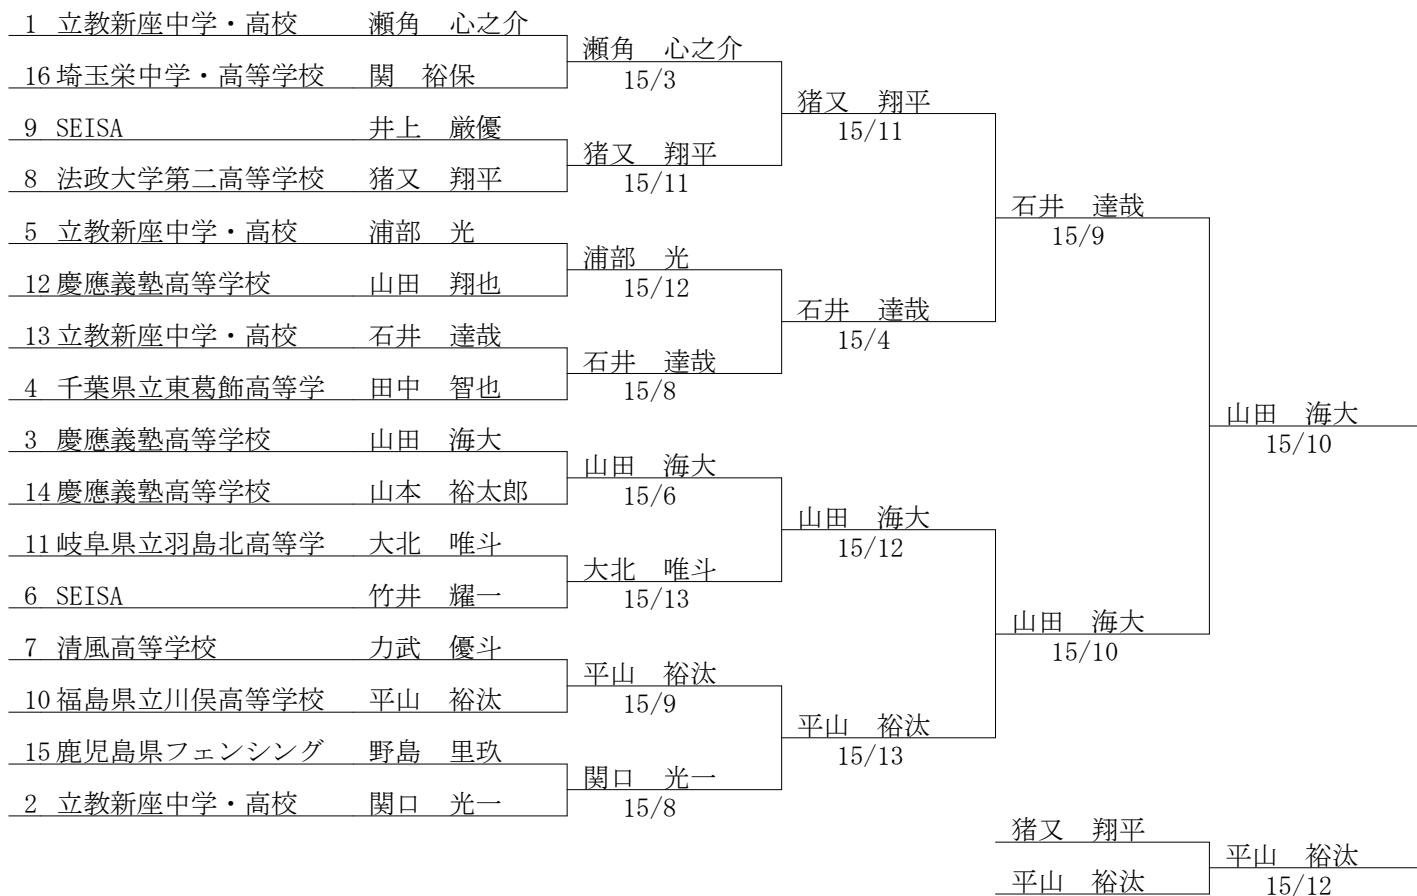 1 立教新座中学・高校 瀬角 心之介
瀬角 心之介
16 埼玉栄中学・高等学校 関 裕保
15/3
猪又 翔平
9 SEISA 井上 厳優
15/11
猪又 翔平
8 法政大学第二高等学校 猪又 翔平
15/11
石井 達哉
5 立教新座中学・高校 浦部 光
15/9
浦部 光
12 慶應義塾高等学校 山田 翔也
15/12
石井 達哉
13 立教新座中学・高校 石井 達哉
15/4
石井 達哉
4 千葉県立東葛飾高等学 田中 智也
15/8
山田 海大
3 慶應義塾高等学校 山田 海大
15/10
山田 海大
14 慶應義塾高等学校 山本 裕太郎
15/6
山田 海大
11 岐阜県立羽島北高等学 大北 唯斗
15/12
大北 唯斗
6 SEISA 竹井 耀一
15/13
山田 海大
7 清風高等学校 力武 優斗
15/10
平山 裕汰
10 福島県立川俣高等学校 平山 裕汰
15/9
平山 裕汰
15 鹿児島県フェンシング 野島 里玖
15/13
関口 光一
2 立教新座中学・高校 関口 光一
15/8
猪又 翔平
平山 裕汰
平山 裕汰
15/12